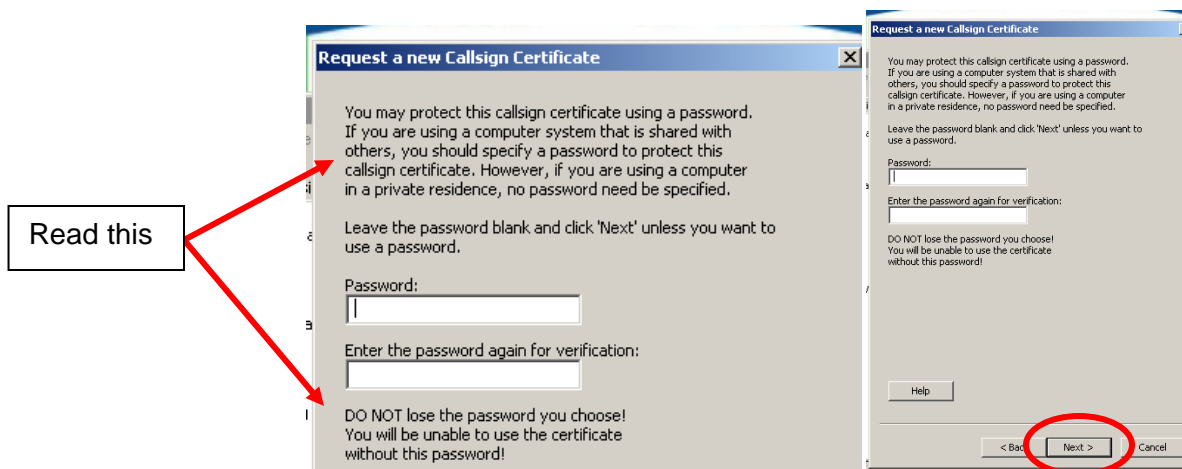 Read this
Request a new Callsign Certificate
You may protect this callsign certificate using a password.
If you are using a computer system that is shared with
others, you should specify a password to protect this
callsign certificate. However, if you are using a computer
in a private residence, no password need be specified.
Leave the password blank and click 'Next' unless you want to
use a password.
Password:
Enter the password again for verification:
DO NOT lose the password you choose!
You will be unable to use the certificate
without this password!
Request a new Callsign Certificate
You may protect this callsign certificate using a password.
If you are using a computer system that is shared with
others, you should specify a password to protect this
callsign certificate. However, if you are using a computer
in a private residence, no password need be specified.
Leave the password blank and click 'Next' unless you want to
use a password.
Password:
Enter the password again for verification:
DO NOT lose the password you choose!
You will be unable to use the certificate
without this password!
Help
< Back Next > Cancel